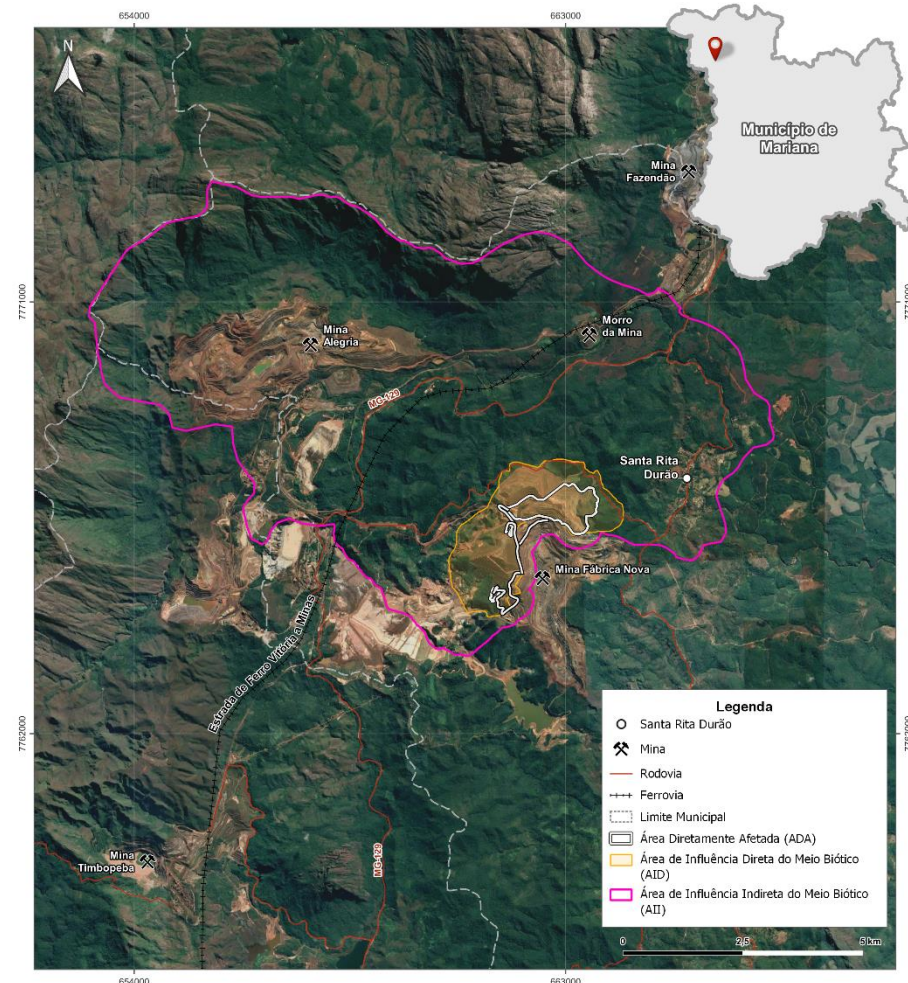 654000
663000
N
Município de
Mariana
Mina
Fazendão
7771000
7771000
Mina
Alegria
Morro
da Mina
MG-129
Santa Rita
Durão
Mina Fábrica Nova
Estrada de Ferro Vitória a Minas
7762000
7762000
Mina
Timbopeba
MG-129
Legenda
Santa Rita Durão
Mina
Rodovia
Ferrovia
Limite Municipal
Área Diretamente Afetada (ADA)
Área de Influência Direta do Meio Biótico
(AID)
Área de Influência Indireta do Meio Biótico
(AII)
0
2,5
5 km
654000
663000